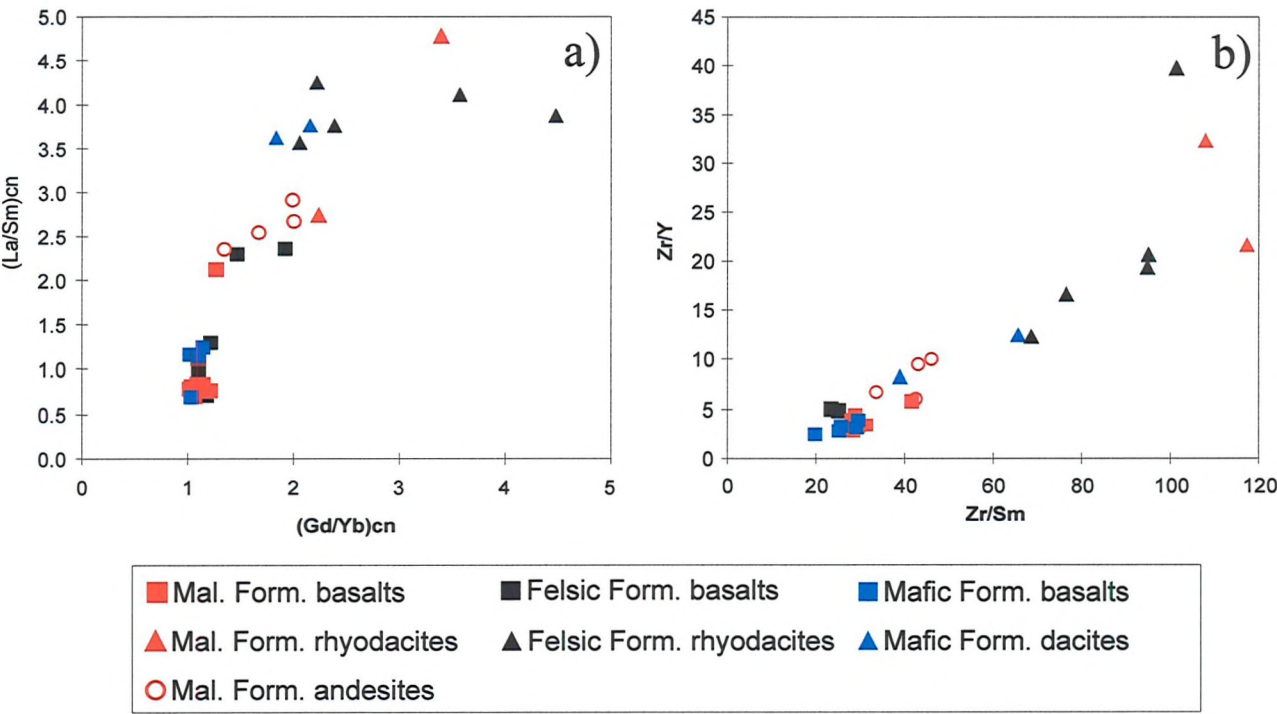 a)
5.0
4.5
4.0
3.5
3.0
2.5
2.0
1.5
1.0
0.5
0.0
(La/Sm)cn
0 1 2 3 4 5
(Gd/Yb)cn
b)
45
40
35
30
25
20
15
10
5
0
Zr/Y
0 20 40 60 80 100 120
Zr/Sm
Mal. Form. basalts Felsic Form. basalts Mafic Form. basalts
Mal. Form. rhyodacites Felsic Form. rhyodacites Mafic Form. dacites
Mal. Form. andesites